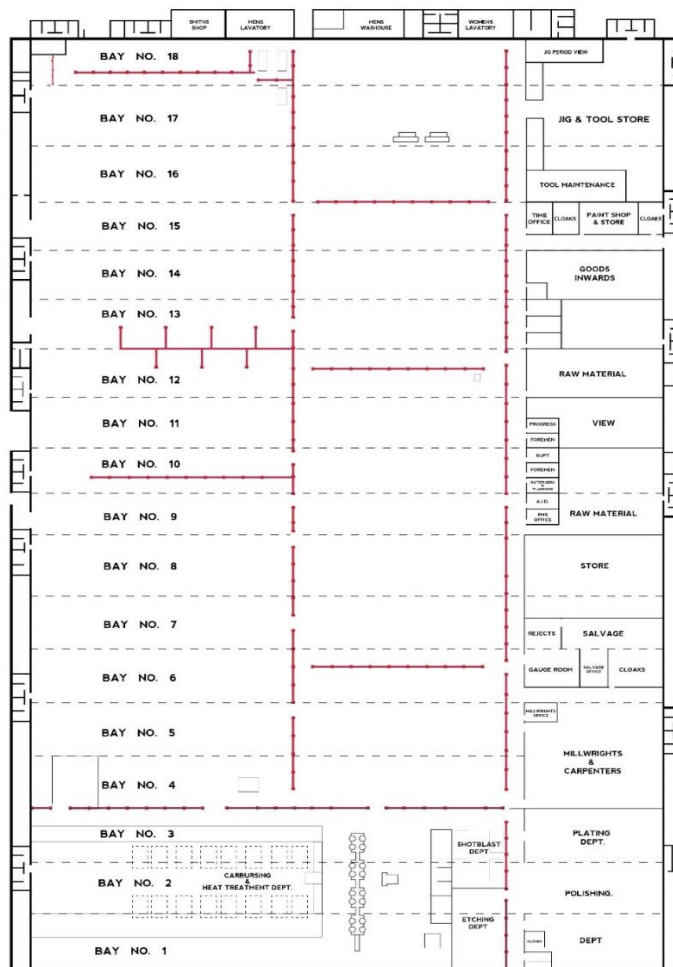 SMITHS
SHOP
MENS
LAVATORY
MENS
WASHOUSE
WOMENS
LAVATORY
BAY NO. 18
JIG PERIOD VIEW
BAY NO. 17
JIG & TOOL STORE
BAY NO. 16
TOOL MAINTENANCE
BAY NO. 15
TIME
OFFICE
CLOAKS
PAINT SHOP
& STORE
CLOAKS
BAY NO. 14
GOODS
INWARDS
BAY NO. 13
BAY NO. 12
RAW MATERIAL
BAY NO. 11
PROGRESS
VIEW
FOREMEN
SUPT
BAY NO. 10
FOREMEN
A.I.D.
BAY NO. 9
OFFICE
RAW MATERIAL
BAY NO. 8
STORE
BAY NO. 7
REJECTS
SALVAGE
BAY NO. 6
GAUGE ROOM
SALVAGE
OFFICE
CLOAKS
MILLWRIGHTS
OFFICE
BAY NO. 5
MILLWRIGHTS
&
CARPENTERS
BAY NO. 4
BAY NO. 3
PLATING
DEPT.
SHOTBLAST
DEPT
CARBURSING
&
HEAT TREATMENT DEPT.
BAY NO. 2
POLISHING.
ETCHING
DEPT
DEPT
BAY NO. 1